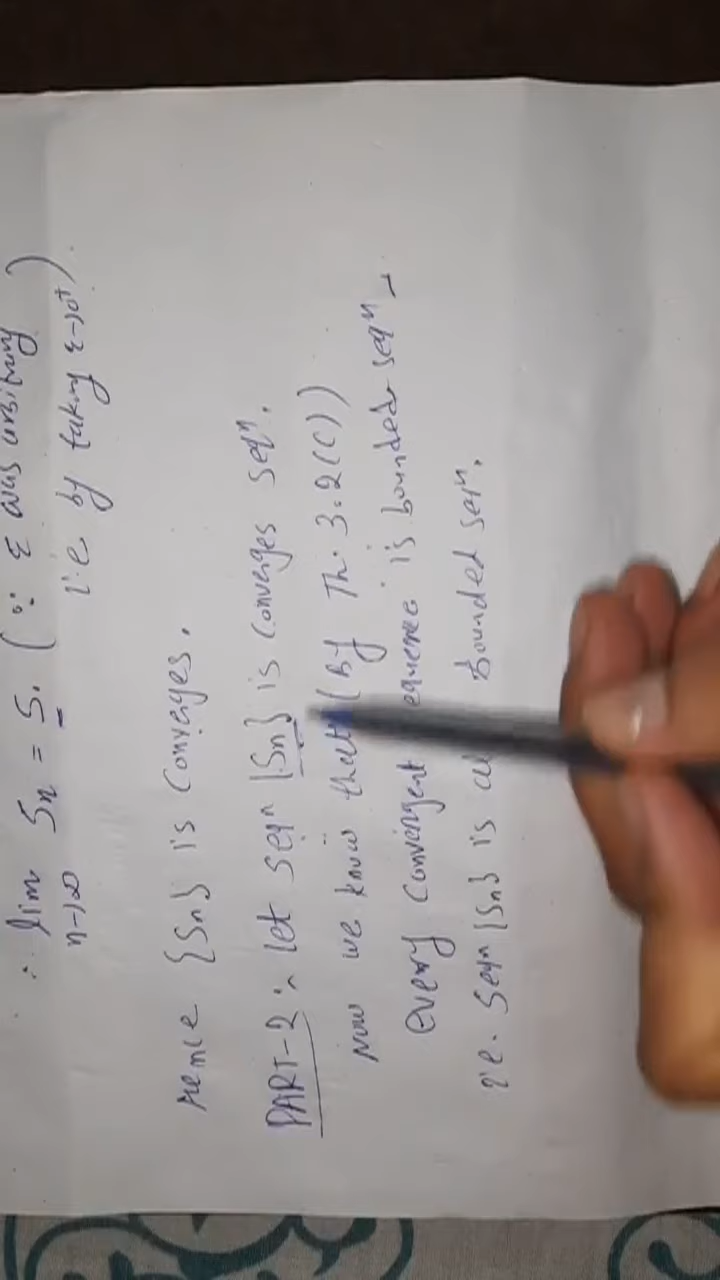 ∴ lim Sn = S. (∵ ε was arbitrary)
n→∞ i.e by taking ε→0⁺).
Hence {Sn} is converges.
PART-2: let seqⁿ {Sn} is converges seqⁿ.
Now we know that (By Th. 3.2(c))
every convergent equence is bounded seqⁿ
i.e. seqⁿ {Sn} is bounded seqⁿ.